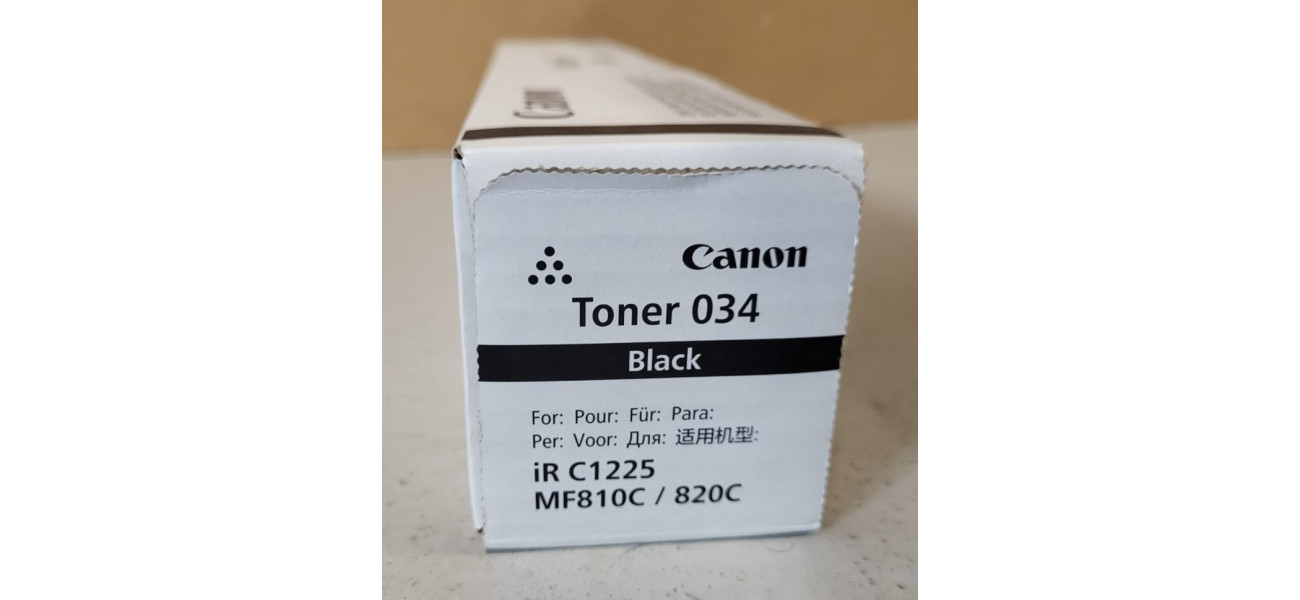 Canon
Canon
Toner 034
Black
For: Pour: Für: Para:
Per: Voor: Для: 适用机型:
iR C1225
MF810C / 820C